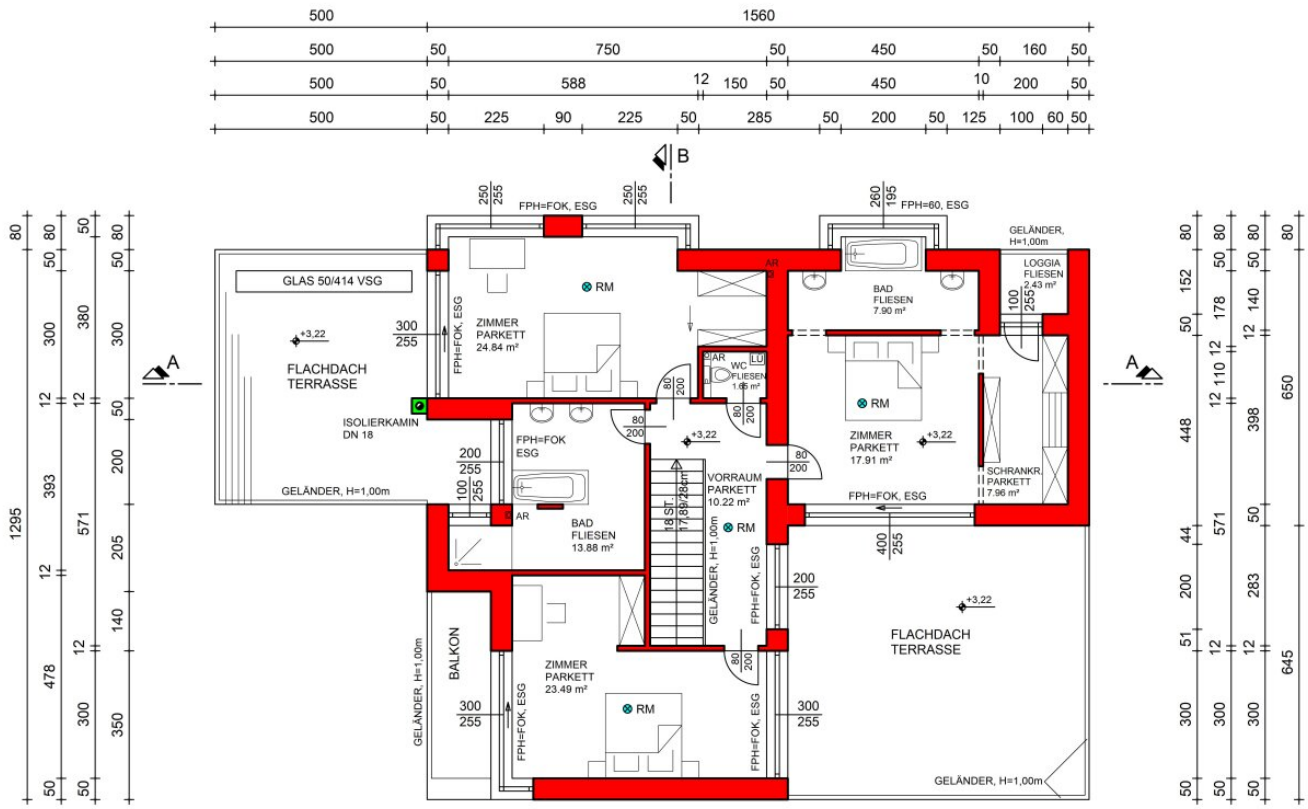 500 1560
500 50 750 50 450 50 160 50
500 50 588 12 150 50 450 10 200 50
500 50 225 90 225 50 285 50 200 50 125 100 60 50
B
250
255
FPH=FOK, ESG
250
255
260
195
FPH=60, ESG
GELÄNDER,
H=1,00m
LOGGIA
FLIESEN
2.43 m²
100
255
GLAS 50/414 VSG
+3,22
FLACHDACH
TERRASSE
300
255
FPH=FOK, ESG
ZIMMER
PARKETT
24.84 m²
RM
AR
BAD
FLIESEN
7.90 m²
A
A
AR
LÜ
WC
FLIESEN
1.65 m²
80
200
80
200
RM
ZIMMER
PARKETT
17.91 m²
+3,22
SCHRANKR.
PARKETT
7.96 m²
ISOLIERKAMIN
DN 18
FPH=FOK
ESG
80
200
+3,22
80
200
GELÄNDER, H=1,00m
200
255
100
255
AR
BAD
FLIESEN
13.88 m²
18 ST.
17,89/28cm
VORRAUM
PARKETT
10.22 m²
RM
GELÄNDER, H=1,00m
FPH=FOK, ESG
FPH=FOK, ESG
400
255
200
255
+3,22
FLACHDACH
TERRASSE
GELÄNDER, H=1,00m
BALKON
300
255
FPH=FOK, ESG
ZIMMER
PARKETT
23.49 m²
RM
80
200
FPH=FOK, ESG
300
255
GELÄNDER, H=1,00m
80 1295
80 50 300 12 393 12 478 50
50 380 12 571 12 300 50
80 50 300 50 200 205 140 350
80 152 50 448 44 200 51 300 50
80 50 178 12 110 12 571 12 300 50
80 50 140 12 398 50 283 12 300 50
80 650 645